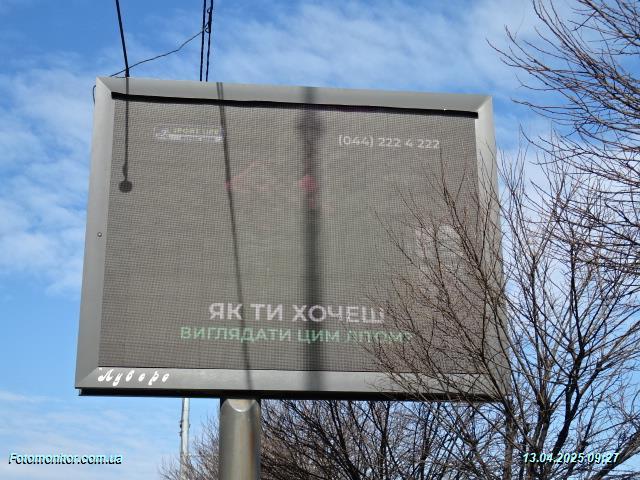 SPORT LIFE
(044) 222 4 222
ЯК ТИ ХОЧЕШ
ВИГЛЯДАТИ ЦИМ ЛІТОМ?
Луворс
Fotomonitor.com.ua
13.04.2025 09:27